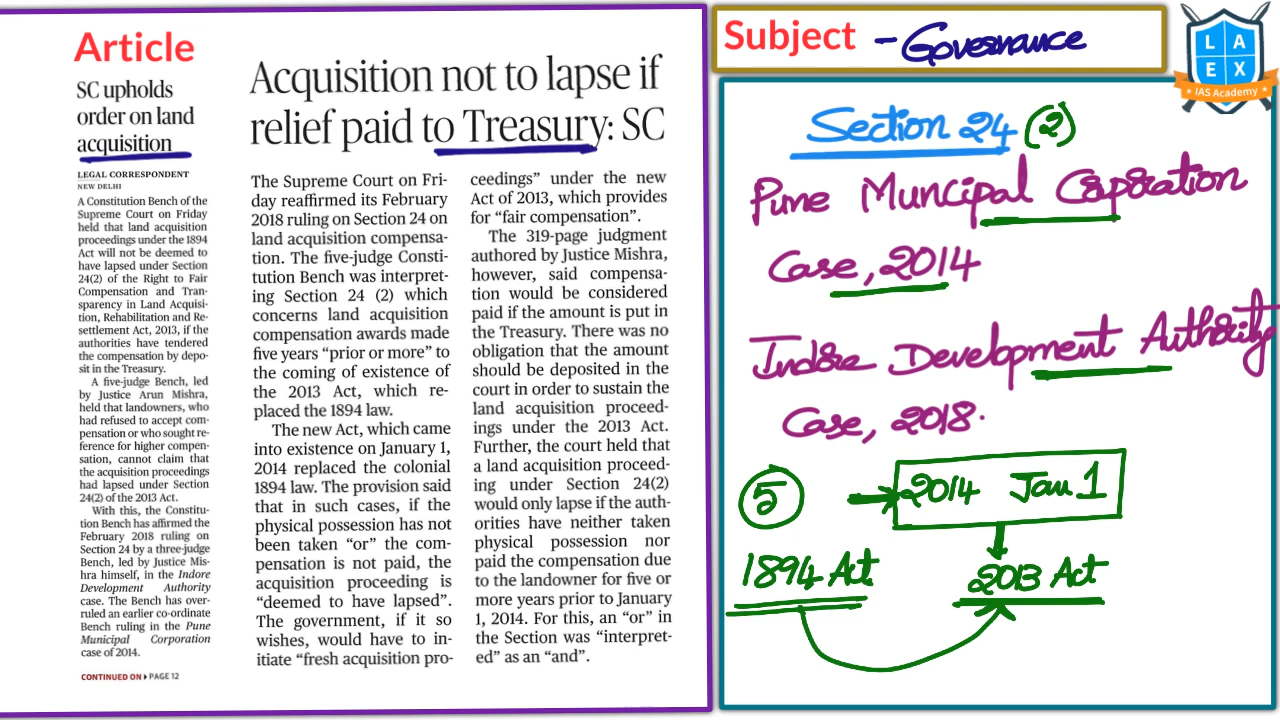 Article
SC upholds
order on land
acquisition
LEGAL CORRESPONDENT
NEW DELHI
A Constitution Bench of the
Supreme Court on Friday
held that land acquisition
proceedings under the 1894
Act will not be deemed to
have lapsed under Section
24(2) of the Right to Fair
Compensation and Tran-
sparency in Land Acquisi-
tion, Rehabilitation and Re-
settlement Act, 2013, if the
authorities have tendered
the compensation by depo-
sit in the Treasury.
A five-judge Bench, led
by Justice Arun Mishra,
held that landowners, who
had refused to accept com-
pensation or who sought re-
ference for higher compen-
sation, cannot claim that
the acquisition proceedings
had lapsed under Section
24(2) of the 2013 Act.
With this, the Constitu-
tion Bench has affirmed the
February 2018 ruling on
Section 24 by a three-judge
Bench, led by Justice Mis-
hra himself, in the Indore
Development Authority
case. The Bench has over-
ruled an earlier co-ordinate
Bench ruling in the Pune
Municipal Corporation
case of 2014.
CONTINUED ON ▸ PAGE 12
Acquisition not to lapse if
relief paid to Treasury: SC
The Supreme Court on Fri-
day reaffirmed its February
2018 ruling on Section 24 on
land acquisition compensa-
tion. The five-judge Consti-
tution Bench was interpret-
ing Section 24 (2) which
concerns land acquisition
compensation awards made
five years “prior or more” to
the coming of existence of
the 2013 Act, which re-
placed the 1894 law.
The new Act, which came
into existence on January 1,
2014 replaced the colonial
1894 law. The provision said
that in such cases, if the
physical possession has not
been taken “or” the com-
pensation is not paid, the
acquisition proceeding is
“deemed to have lapsed”.
The government, if it so
wishes, would have to in-
itiate “fresh acquisition pro-
ceedings” under the new
Act of 2013, which provides
for “fair compensation”.
The 319-page judgment
authored by Justice Mishra,
however, said compensa-
tion would be considered
paid if the amount is put in
the Treasury. There was no
obligation that the amount
should be deposited in the
court in order to sustain the
land acquisition proceed-
ings under the 2013 Act.
Further, the court held that
a land acquisition proceed-
ing under Section 24(2)
would only lapse if the auth-
orities have neither taken
physical possession nor
paid the compensation due
to the landowner for five or
more years prior to January
1, 2014. For this, an “or” in
the Section was “interpret-
ed” as an “and”.
Subject - Governance
LAEX
IAS Academy
Section 24 (2)
Pune Muncipal Corporation
Case, 2014
Indore Development Authority
Case, 2018.
5 2014 Jan 1
1894 Act 2013 Act